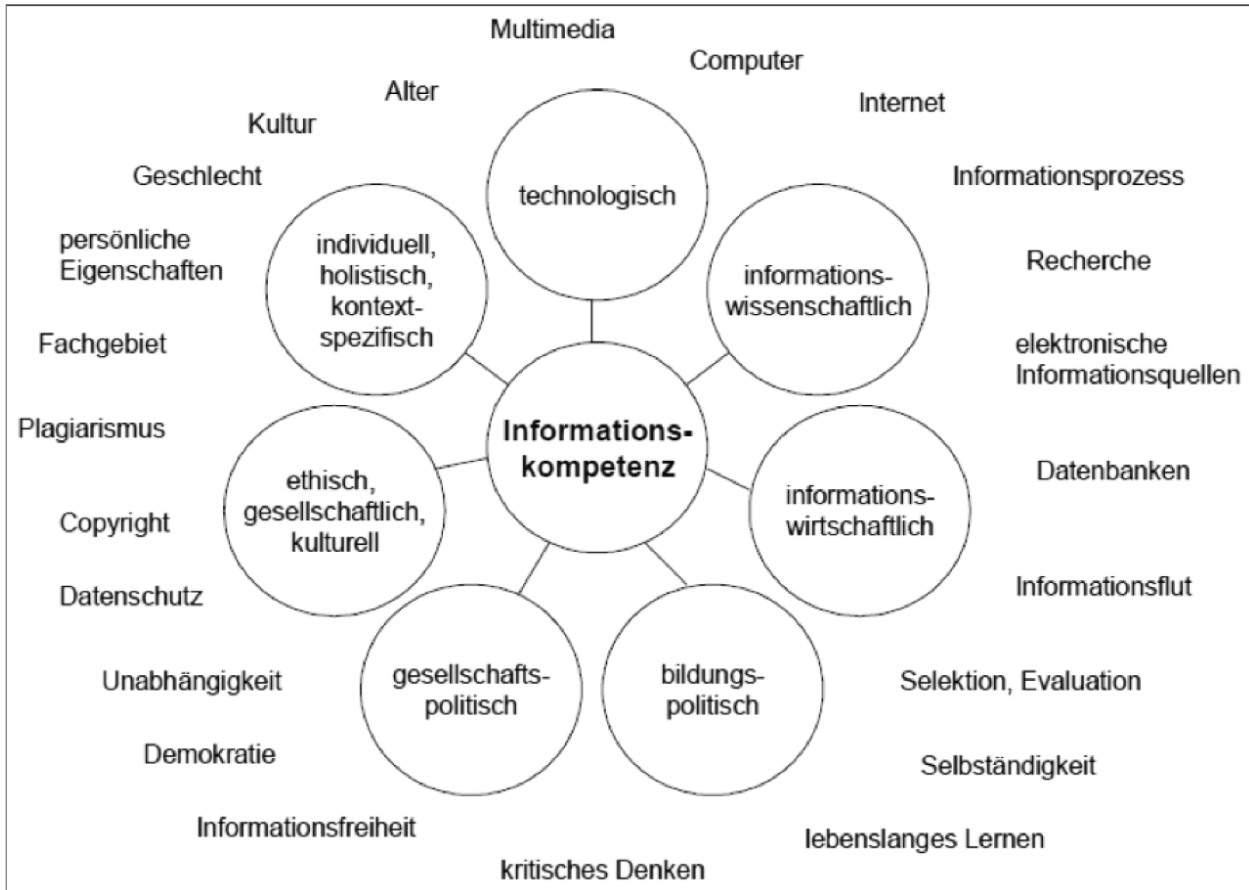 Multimedia
Computer
Alter
Internet
Kultur
Geschlecht
Informationsprozess
technologisch
persönliche
Eigenschaften
individuell,
holistisch,
kontext-
spezifisch
informations-
wissenschaftlich
Recherche
Fachgebiet
elektronische
Informationsquellen
Plagiarismus
Informations-
kompetenz
Datenbanken
ethisch,
gesellschaftlich,
kulturell
informations-
wirtschaftlich
Copyright
Datenschutz
Informationsflut
Unabhängigkeit
gesellschafts-
politisch
bildungs-
politisch
Selektion, Evaluation
Demokratie
Selbständigkeit
Informationsfreiheit
lebenslanges Lernen
kritisches Denken